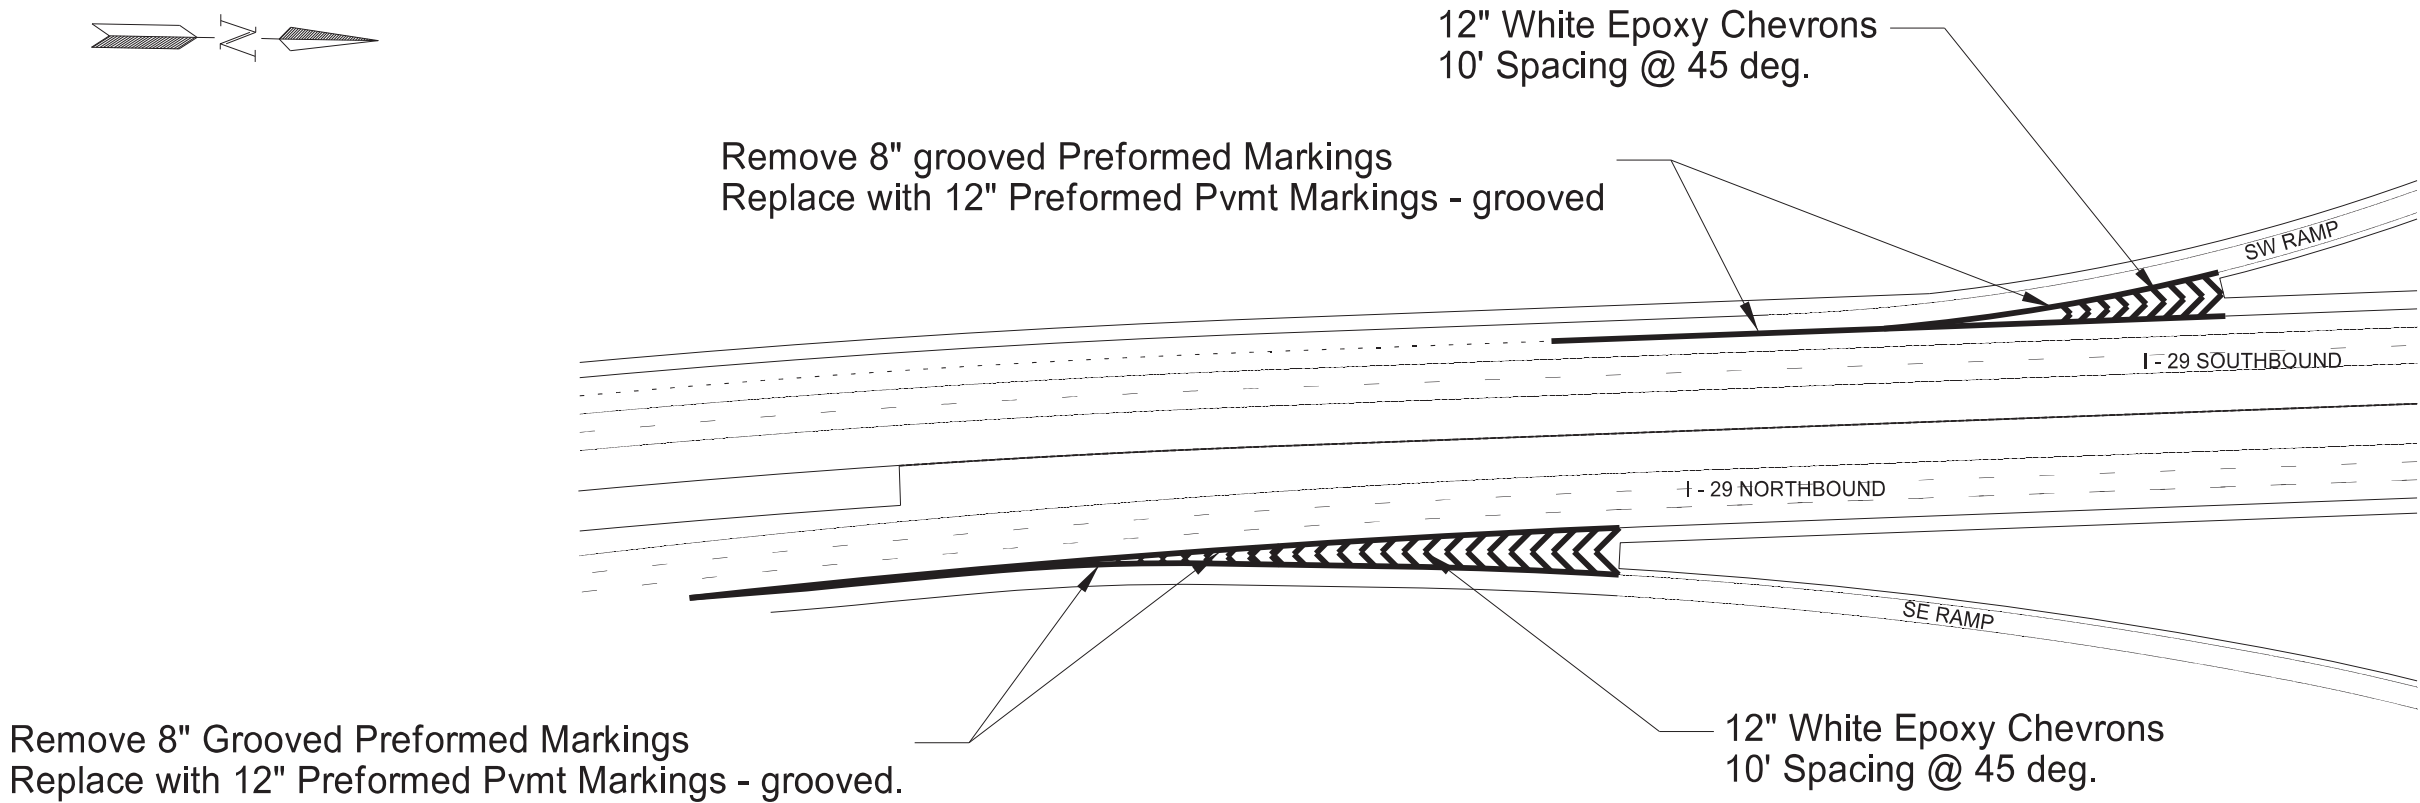 N
12" White Epoxy Chevrons
10' Spacing @ 45 deg.
Remove 8" grooved Preformed Markings
Replace with 12" Preformed Pvmt Markings - grooved
SW RAMP
I - 29 SOUTHBOUND
I - 29 NORTHBOUND
SE RAMP
Remove 8" Grooved Preformed Markings
Replace with 12" Preformed Pvmt Markings - grooved.
12" White Epoxy Chevrons
10' Spacing @ 45 deg.